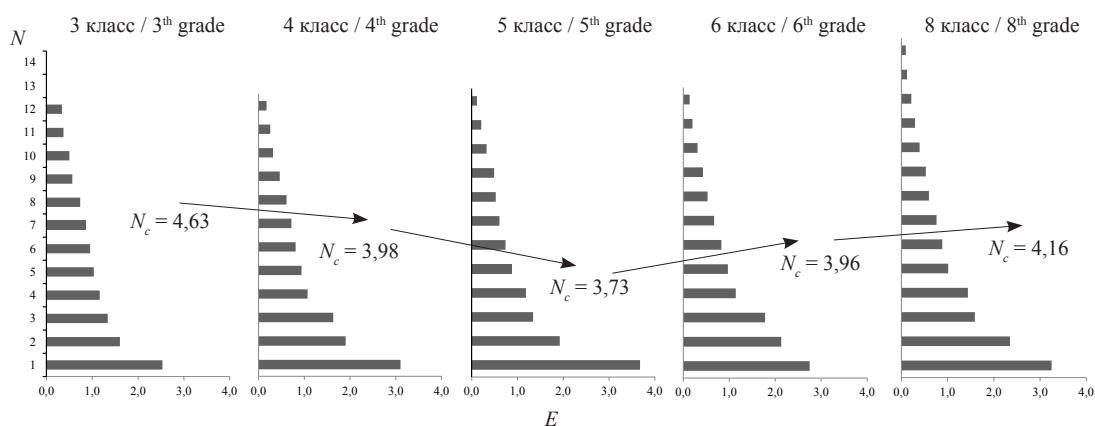 3 класс / 3th grade 4 класс / 4th grade 5 класс / 5th grade 6 класс / 6th grade 8 класс / 8th grade
N
14
13
12
11
10
9
8
7
6
5
4
3
2
1
Nc = 4,63
Nc = 3,98
Nc = 3,73
Nc = 3,96
Nc = 4,16
0,0 1,0 2,0 3,0 4,0 0,0 1,0 2,0 3,0 4,0 0,0 1,0 2,0 3,0 4,0 0,0 1,0 2,0 3,0 4,0 0,0 1,0 2,0 3,0 4,0
E